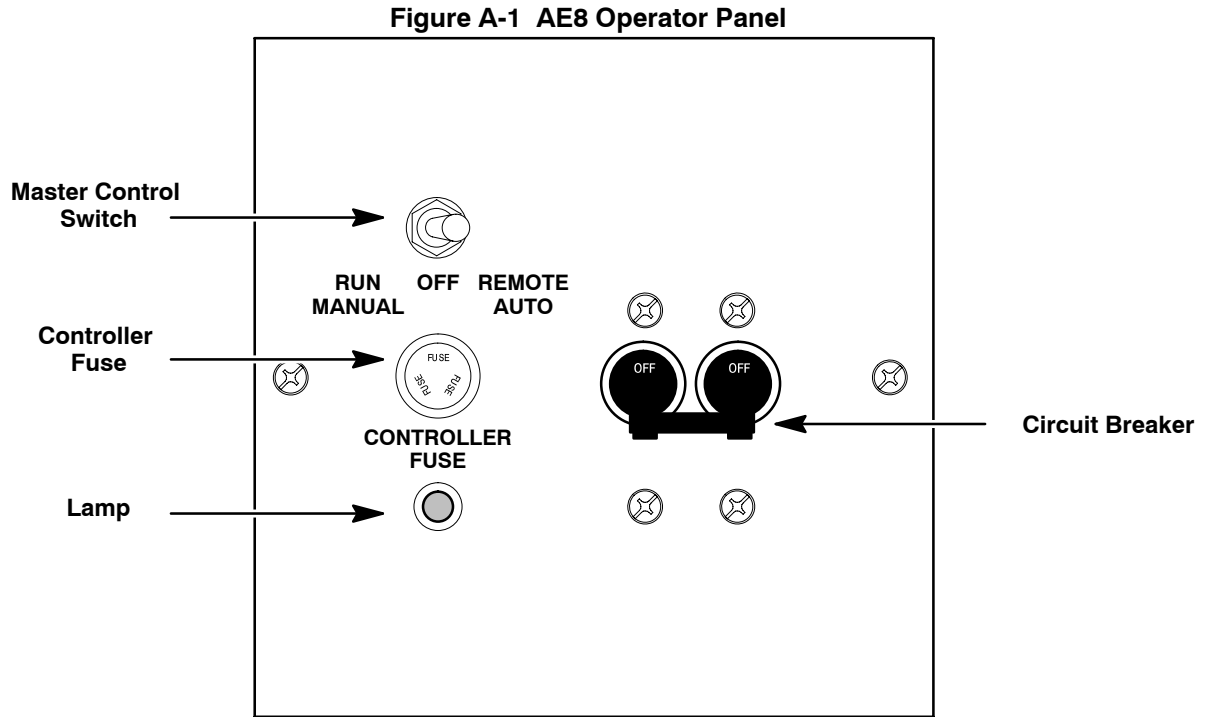 Figure A-1 AE8 Operator Panel
Master Control
Switch
RUN OFF REMOTE
MANUAL AUTO
Controller
Fuse
FUSE
FUSE
FUSE
OFF
OFF
CONTROLLER
FUSE
Circuit Breaker
Lamp